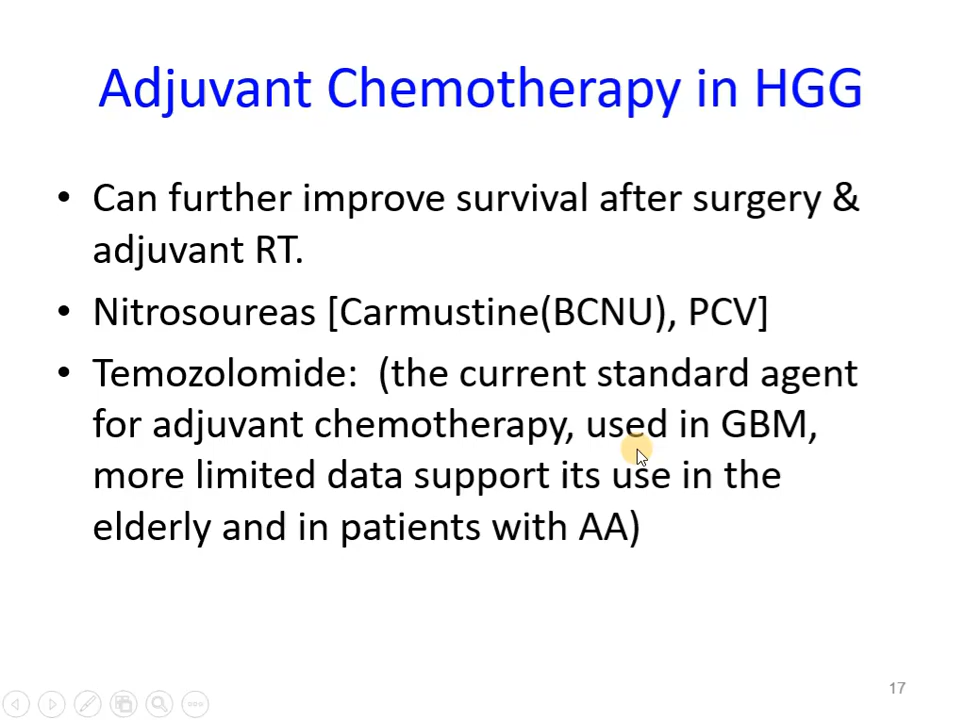 Adjuvant Chemotherapy in HGG
• Can further improve survival after surgery &
adjuvant RT.
• Nitrosoureas [Carmustine(BCNU), PCV]
• Temozolomide:  (the current standard agent
for adjuvant chemotherapy, used in GBM,
more limited data support its use in the
elderly and in patients with AA)
17